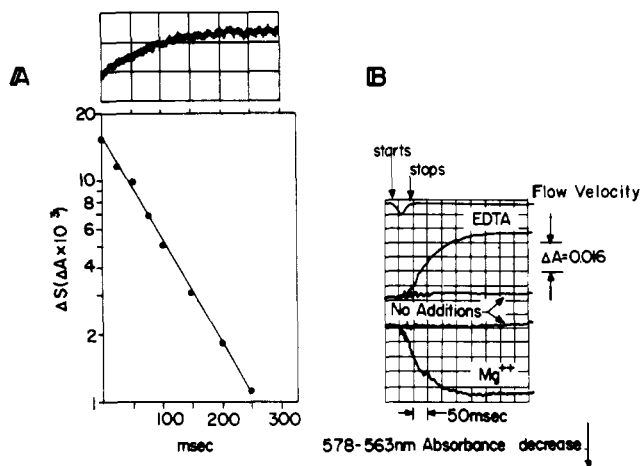 A
20
10
8
6
4
2
1
ΔS(ΔA × 10³)
100
200
300
msec
B
starts
stops
Flow Velocity
EDTA
ΔA=0.016
No Additions
Mg⁺⁺
50msec
578-563nm Absorbance decrease